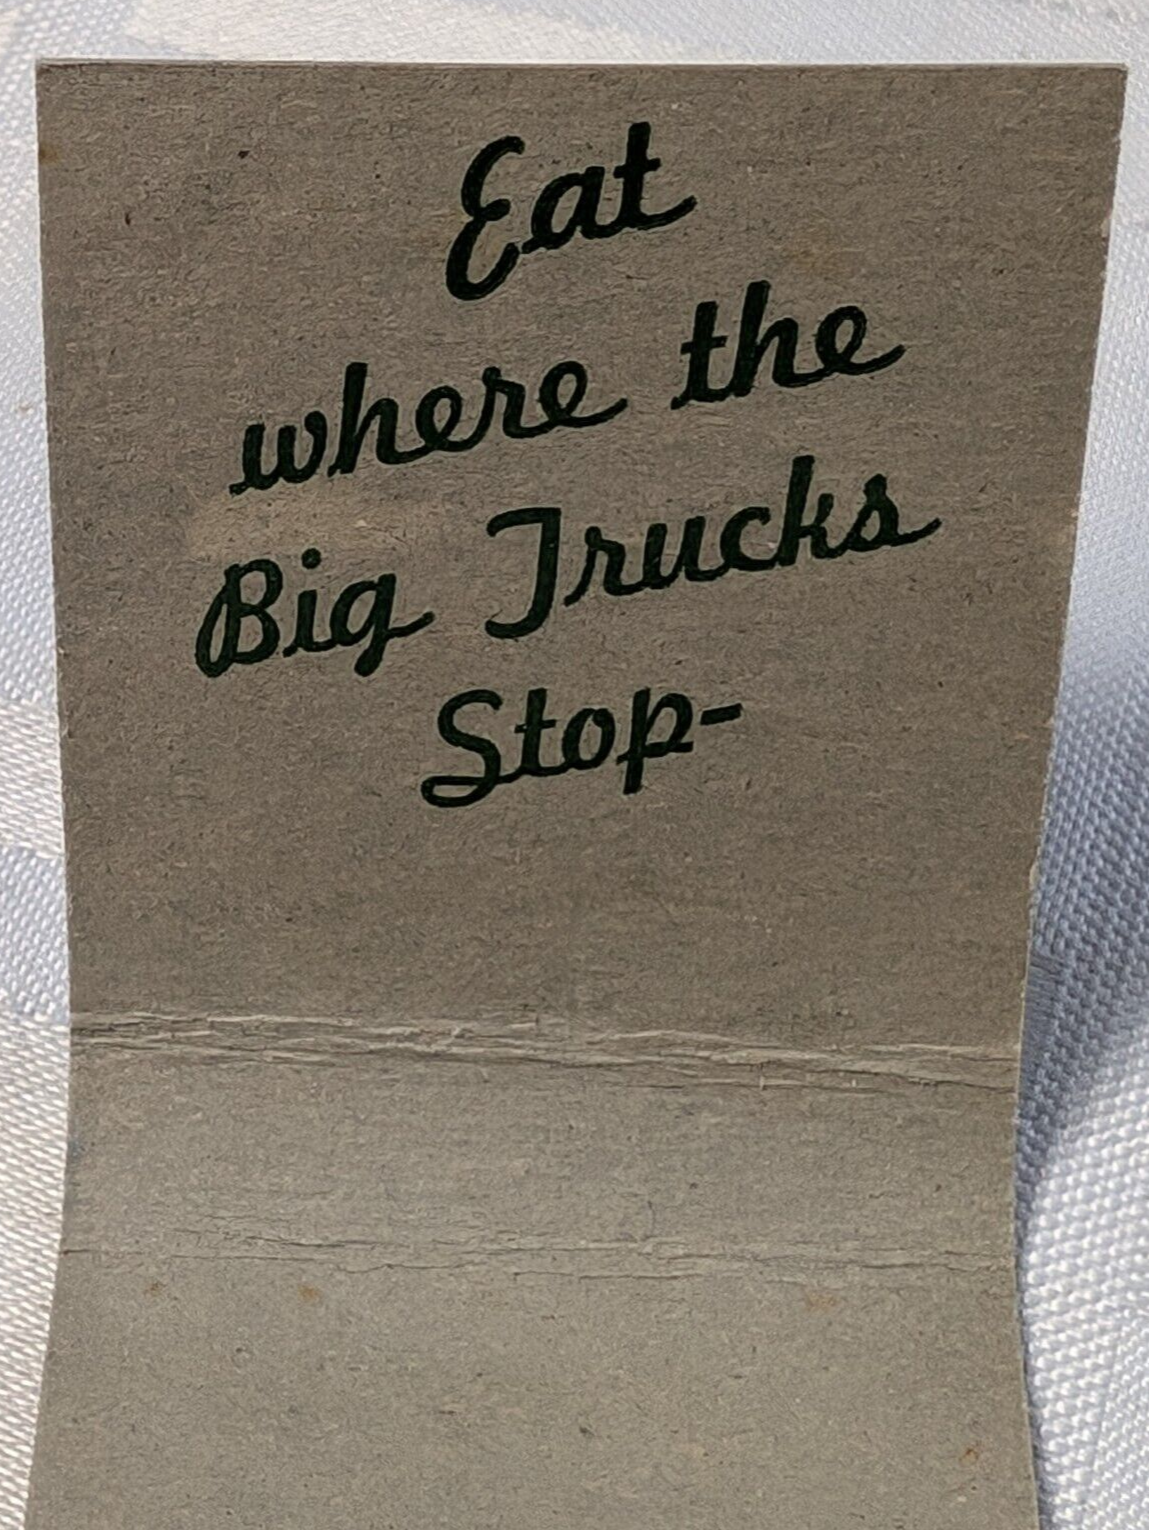 Eat
where the
Big Trucks
Stop-